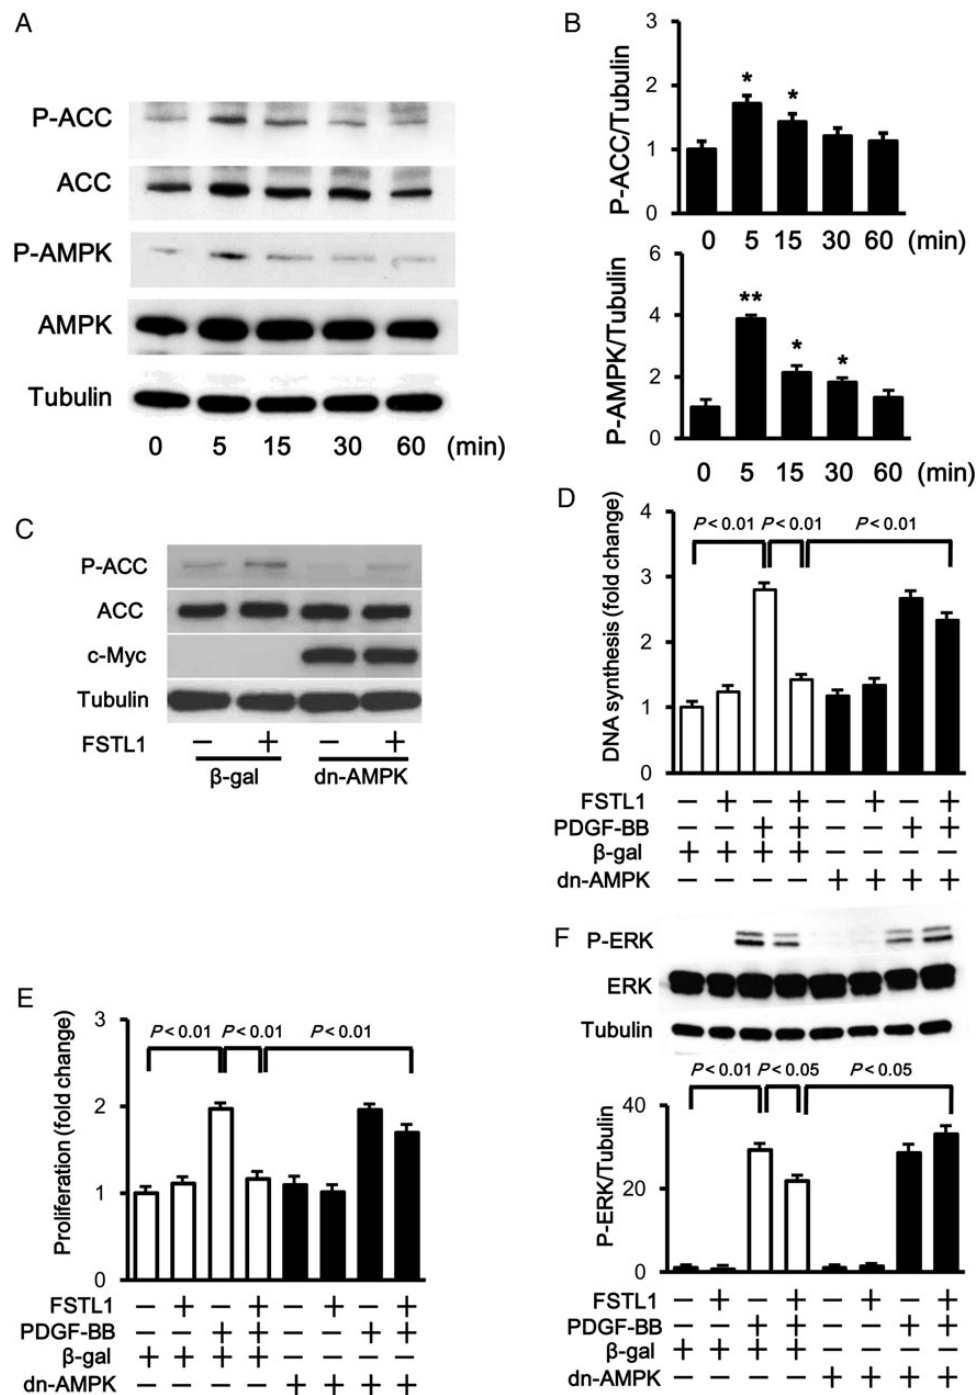 A
P-ACC
ACC
P-AMPK
AMPK
Tubulin
0 5 15 30 60 (min)
B
P-ACC/Tubulin
3
2
1
0
* *
0 5 15 30 60 (min)
P-AMPK/Tubulin
6
4
2
0
** * *
0 5 15 30 60 (min)
C
P-ACC
ACC
c-Myc
Tubulin
FSTL1 − + − +
β-gal dn-AMPK
D
DNA synthesis (fold change)
4
3
2
1
0
P < 0.01 P < 0.01 P < 0.01
FSTL1 − + − + − + − +
PDGF-BB − − + + − − + +
β-gal + + + + − − − −
dn-AMPK − − − − + + + +
E
Proliferation (fold change)
3
2
1
0
P < 0.01 P < 0.01 P < 0.01
FSTL1 − + − + − + − +
PDGF-BB − − + + − − + +
β-gal + + + + − − − −
dn-AMPK − − − − + + + +
F
P-ERK
ERK
Tubulin
P < 0.01 P < 0.05 P < 0.05
P-ERK/Tubulin
40
20
0
FSTL1 − + − + − + − +
PDGF-BB − − + + − − + +
β-gal + + + + − − − −
dn-AMPK − − − − + + + +